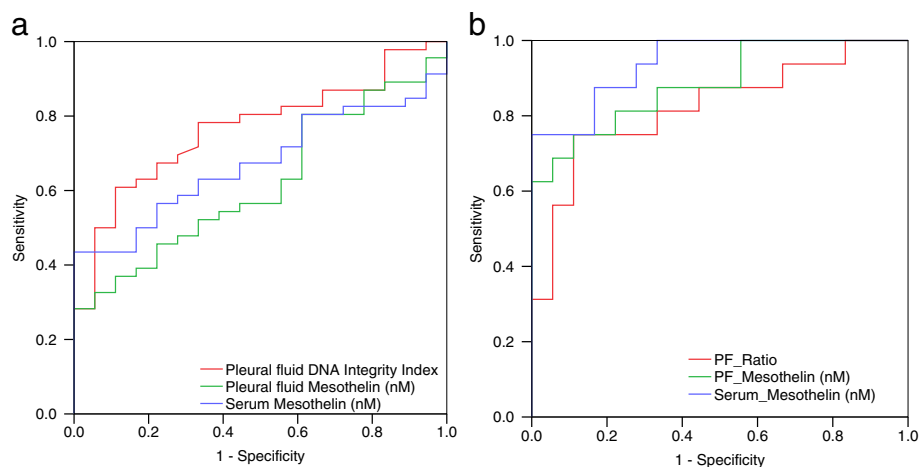 a
1.0
0.8
0.6
0.4
0.2
0.0
Sensitivity
Pleural fluid DNA Integrity Index
Pleural fluid Mesothelin (nM)
Serum Mesothelin (nM)
0.0 0.2 0.4 0.6 0.8 1.0
1 - Specificity
b
1.0
0.8
0.6
0.4
0.2
0.0
Sensitivity
PF_Ratio
PF_Mesothelin (nM)
Serum_Mesothelin (nM)
0.0 0.2 0.4 0.6 0.8 1.0
1 - Specificity